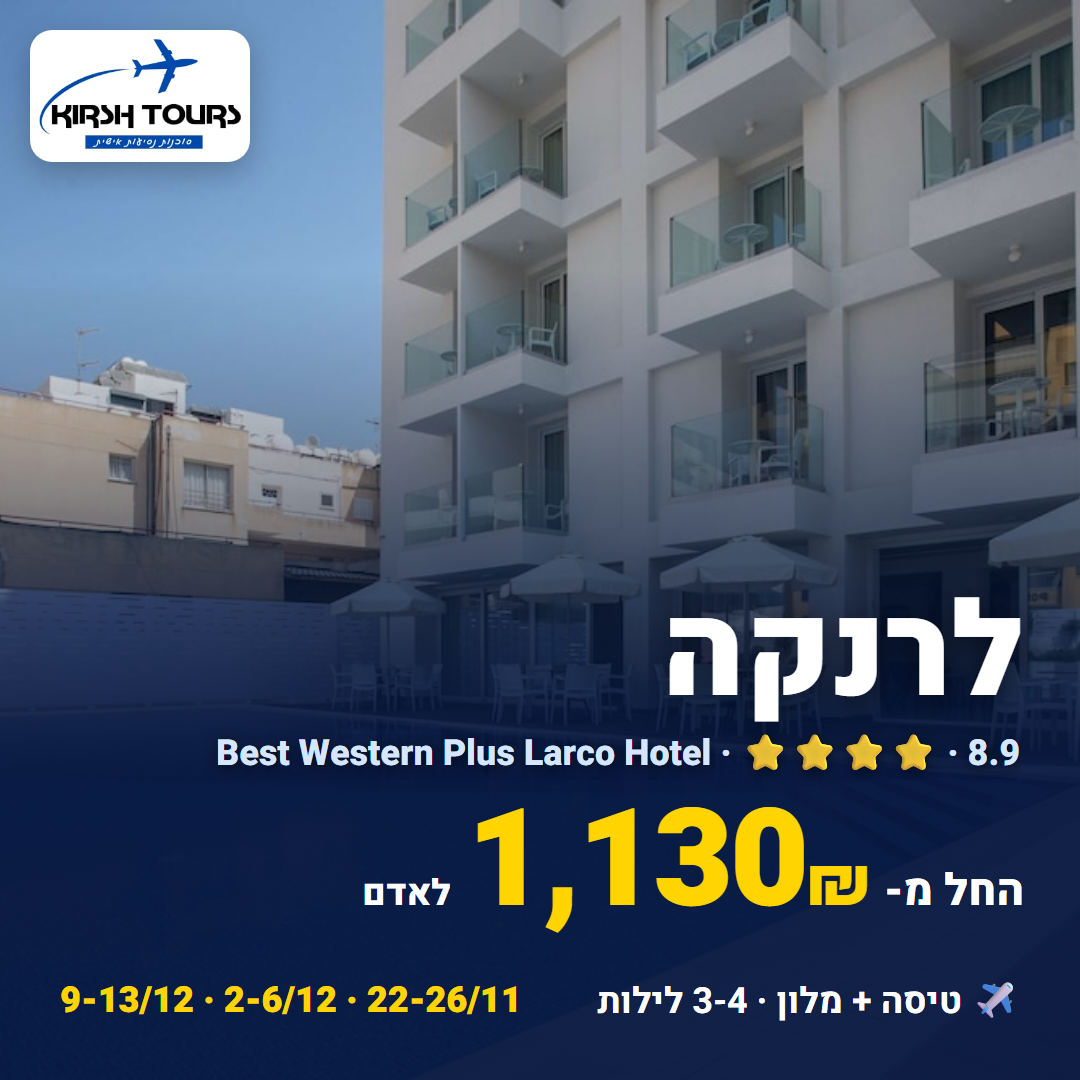 KIRSH TOURS
סוכנות נסיעות אישית
לרנקה
8.9 · ⭐⭐⭐⭐ · Best Western Plus Larco Hotel
החל מ- ₪1,130 לאדם
✈️ טיסה + מלון · 3-4 לילות
22-26/11 · 2-6/12 · 9-13/12